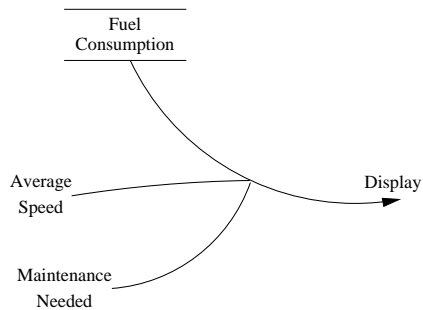 Fuel
Consumption
Average
Speed
Display
Maintenance
Needed